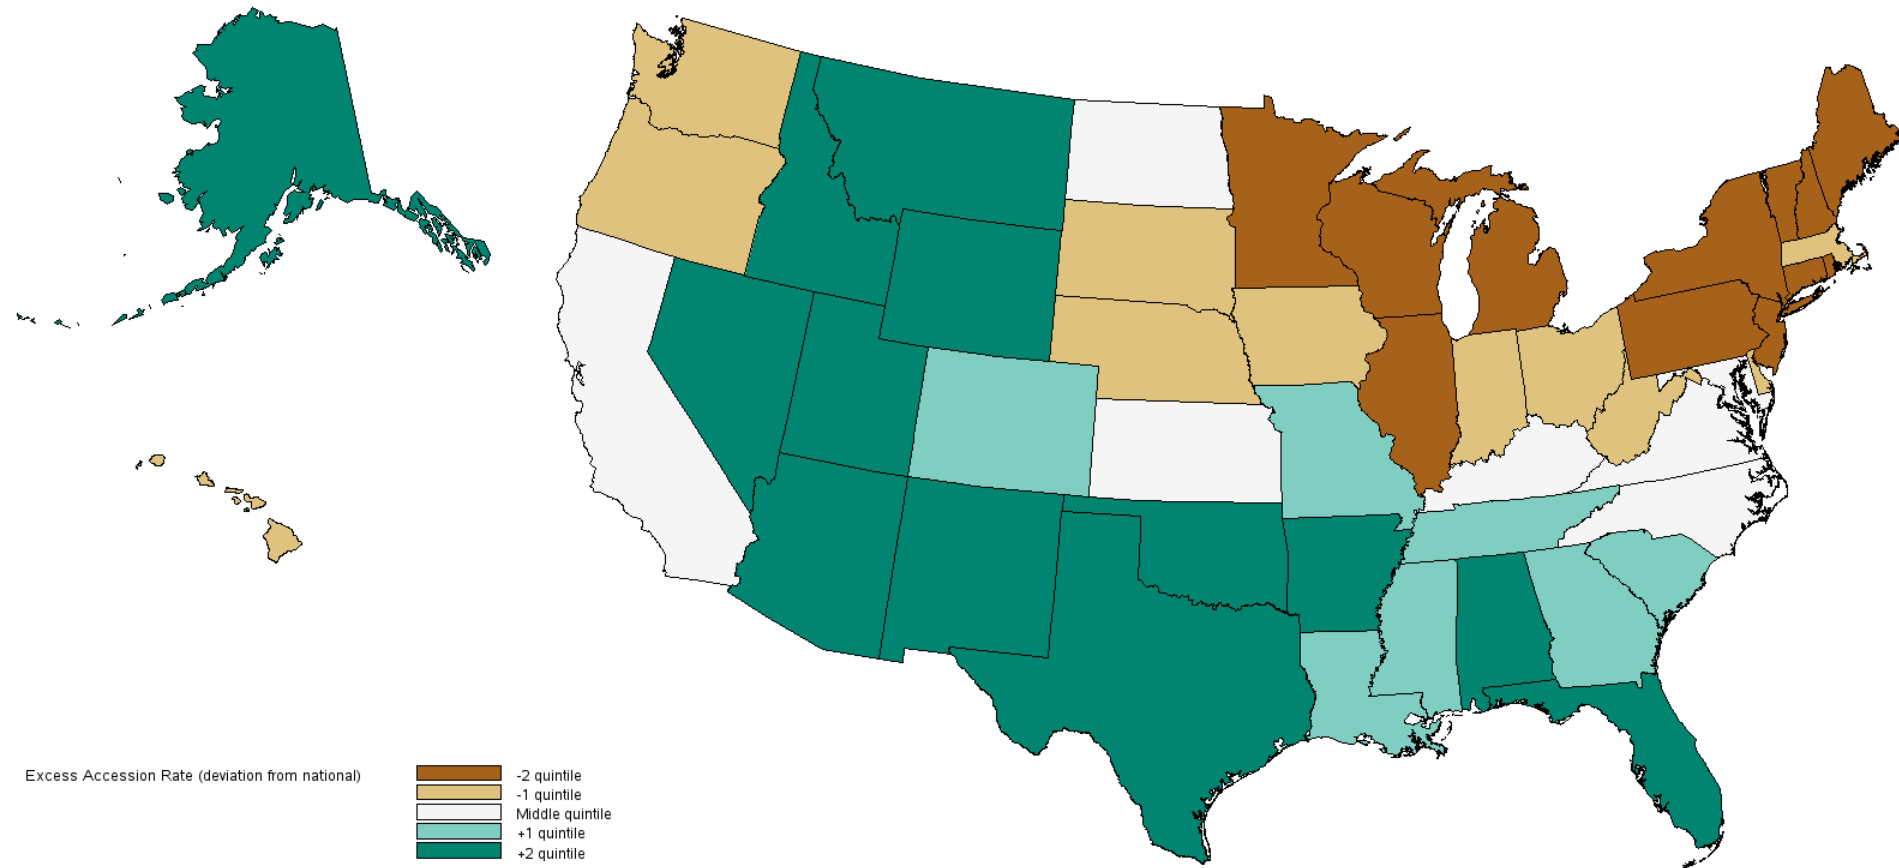 Excess Accession Rate (deviation from national)
-2 quintile
-1 quintile
Middle quintile
+1 quintile
+2 quintile